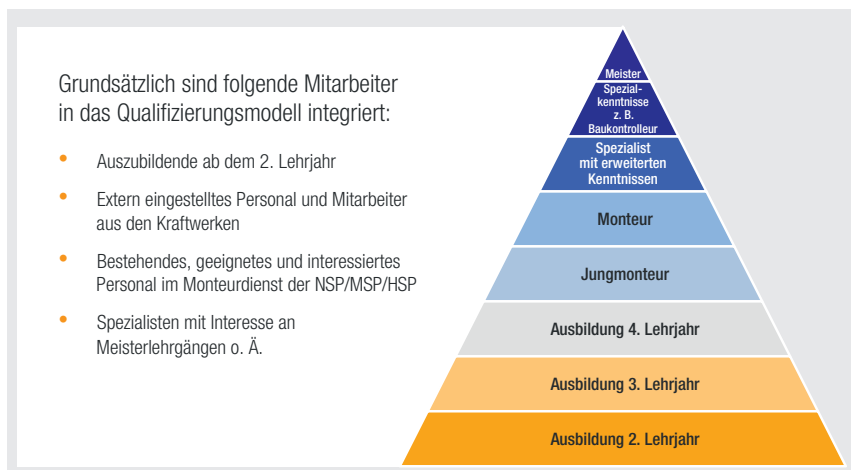 Grundsätzlich sind folgende Mitarbeiter
in das Qualifizierungsmodell integriert:
• Auszubildende ab dem 2. Lehrjahr
• Extern eingestelltes Personal und Mitarbeiter
aus den Kraftwerken
• Bestehendes, geeignetes und interessiertes
Personal im Monteurdienst der NSP/MSP/HSP
• Spezialisten mit Interesse an
Meisterlehrgängen o. Ä.
Meister
Spezial-
kenntnisse
z. B.
Baukontrolleur
Spezialist
mit erweiterten
Kenntnissen
Monteur
Jungmonteur
Ausbildung 4. Lehrjahr
Ausbildung 3. Lehrjahr
Ausbildung 2. Lehrjahr